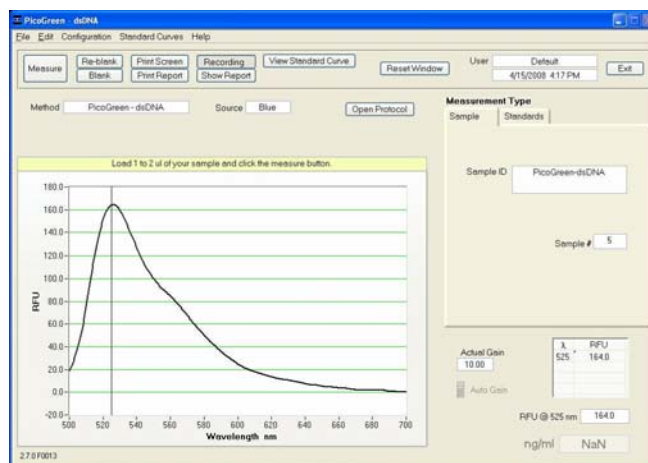 PicoGreen - dsDNA
File Edit Configuration Standard Curves Help
Measure
Re-blank Print Screen Recording View Standard Curve
Blank Print Report Show Report
Reset Window
User Default
4/15/2008 4:17 PM
Exit
Method PicoGreen - dsDNA Source Blue Open Protocol
Measurement Type
Sample Standards
Load 1 to 2 ul of your sample and click the measure button.
Sample ID PicoGreen-dsDNA
Sample # 5
180.0
160.0
140.0
120.0
100.0
80.0
60.0
40.0
20.0
0.0
-20.0
RFU
500 520 540 560 580 600 620 640 660 680 700
Wavelength nm
Actual Gain
10.00
Auto Gain
λ RFU
525 * 164.0
RFU @ 525 nm 164.0
ng/ml NaN
2.7.0 F0013